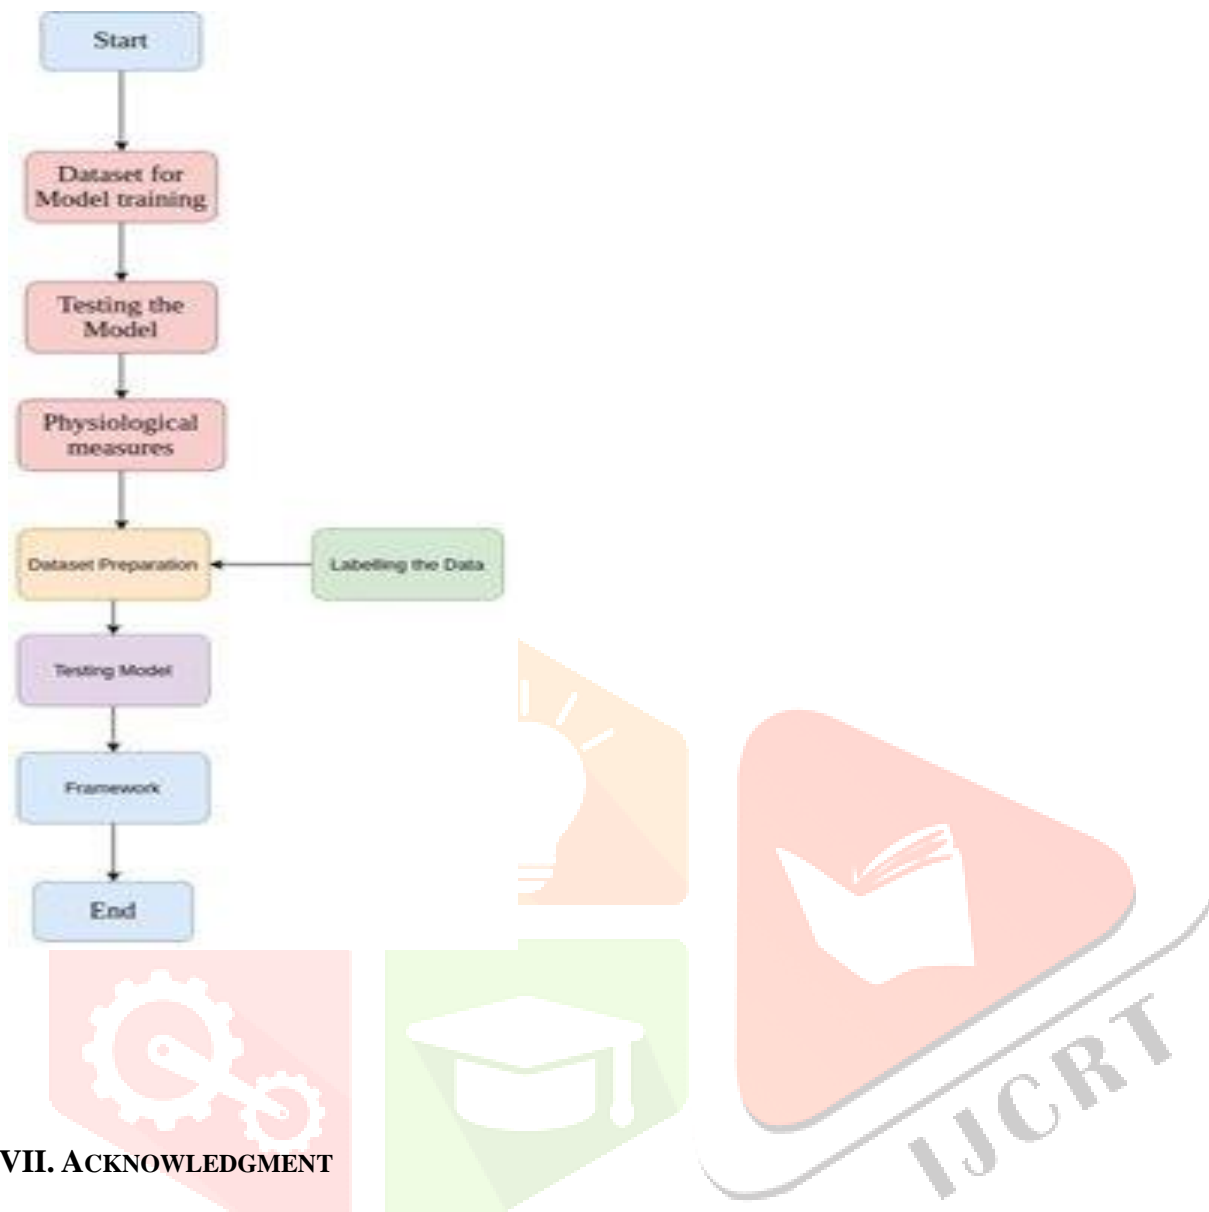 Start
Dataset for
Model training
Testing the
Model
Physiological
measures
Dataset Preparation
Labelling the Data
Testing Model
Framework
End
IJCRT
VII. ACKNOWLEDGMENT